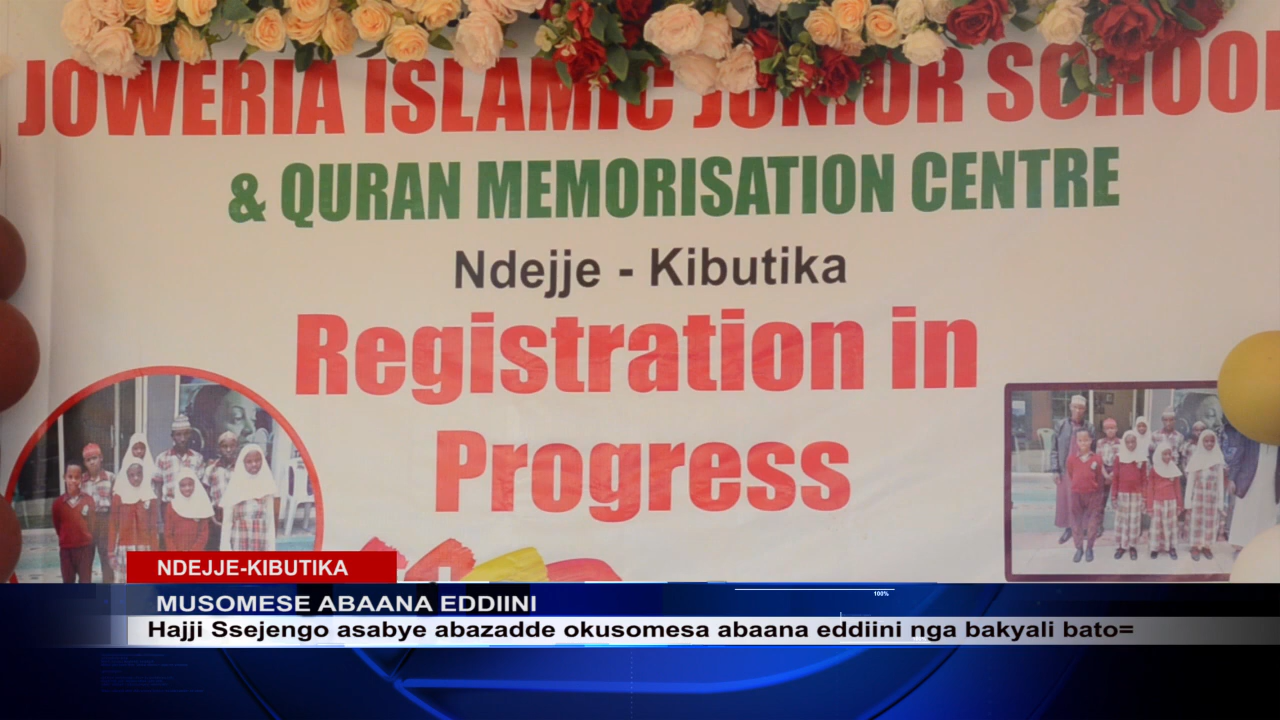 JOWERIA ISLAMIC JUNIOR SCHOOL
& QURAN MEMORISATION CENTRE
Ndejje - Kibutika
Registration in
Progress
NDEJJE-KIBUTIKA
MUSOMESE ABAANA EDDIINI
100%
Hajji Ssejengo asabye abazadde okusomesa abaana eddiini nga bakyali bato=